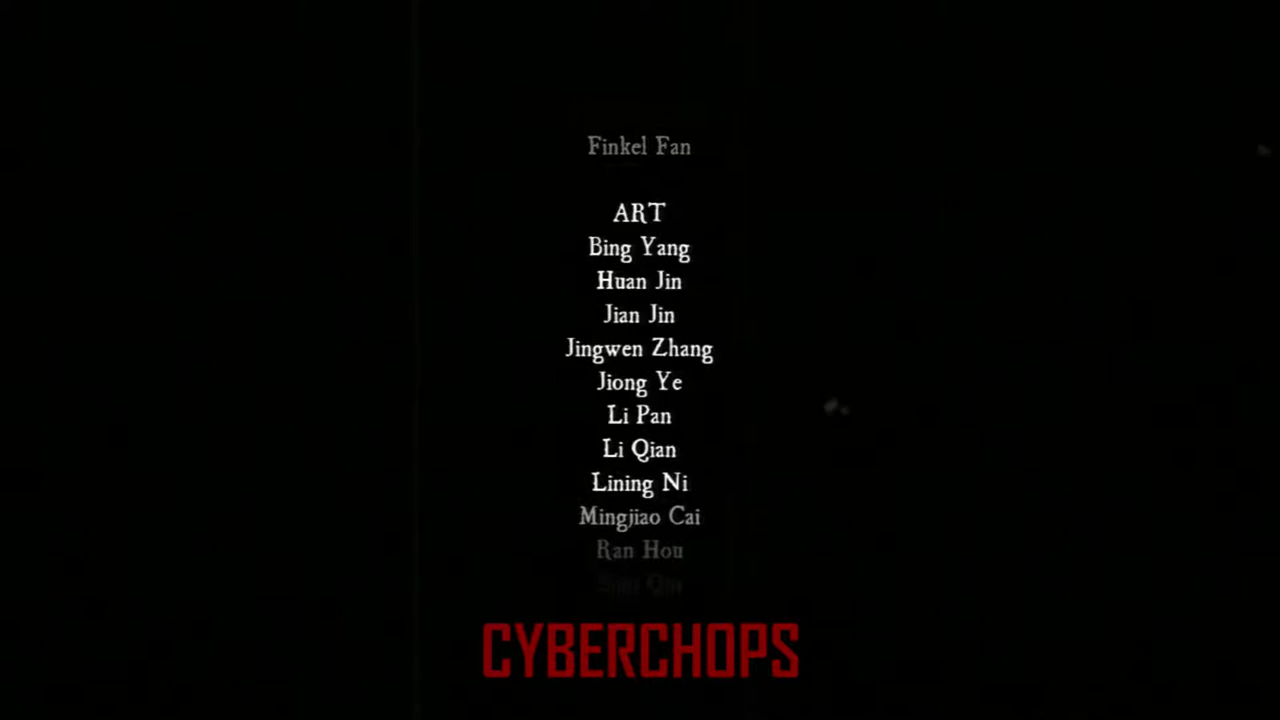 Finkel Fan
ART
Bing Yang
Huan Jin
Jian Jin
Jingwen Zhang
Jiong Ye
Li Pan
Li Qian
Lining Ni
Mingjiao Cai
Ran Hou
CYBERCHOPS